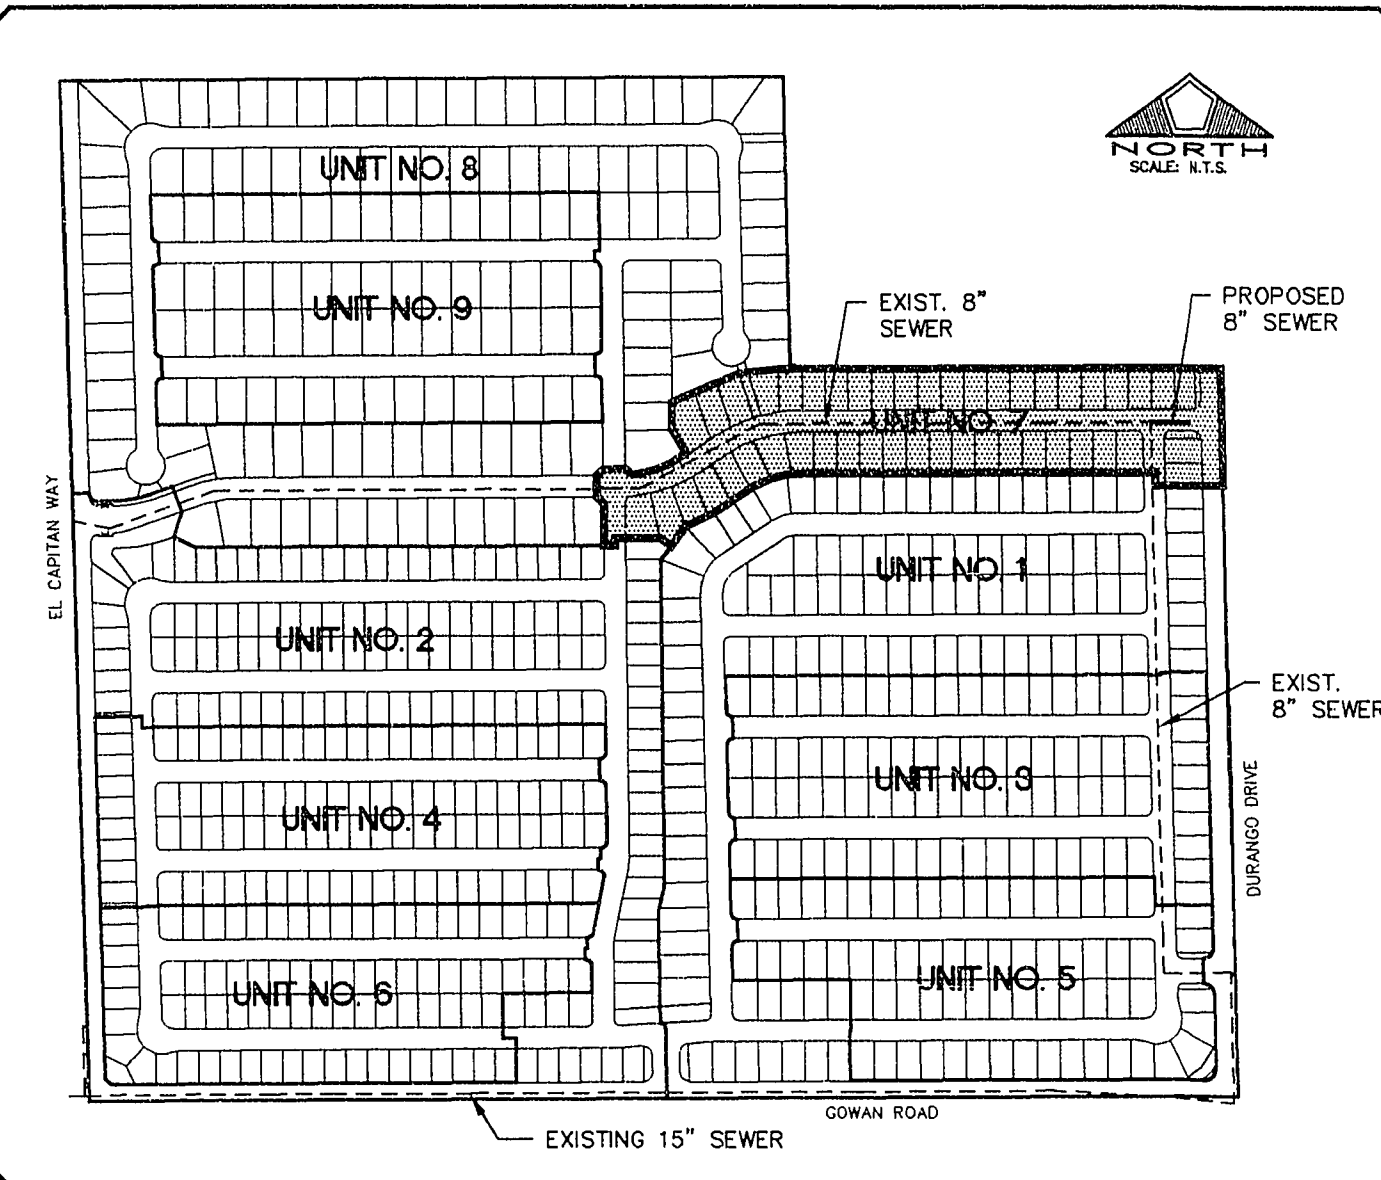 NORTH
SCALE: N.T.S.
UNIT NO. 8
UNIT NO. 9
EXIST. 8"
SEWER
PROPOSED
8" SEWER
UNIT NO. 7
EL CAPITAN WAY
UNIT NO. 1
UNIT NO. 2
EXIST.
8" SEWER
UNIT NO. 3
UNIT NO. 4
DURANGO DRIVE
UNIT NO. 5
UNIT NO. 6
GOWAN ROAD
EXISTING 15" SEWER